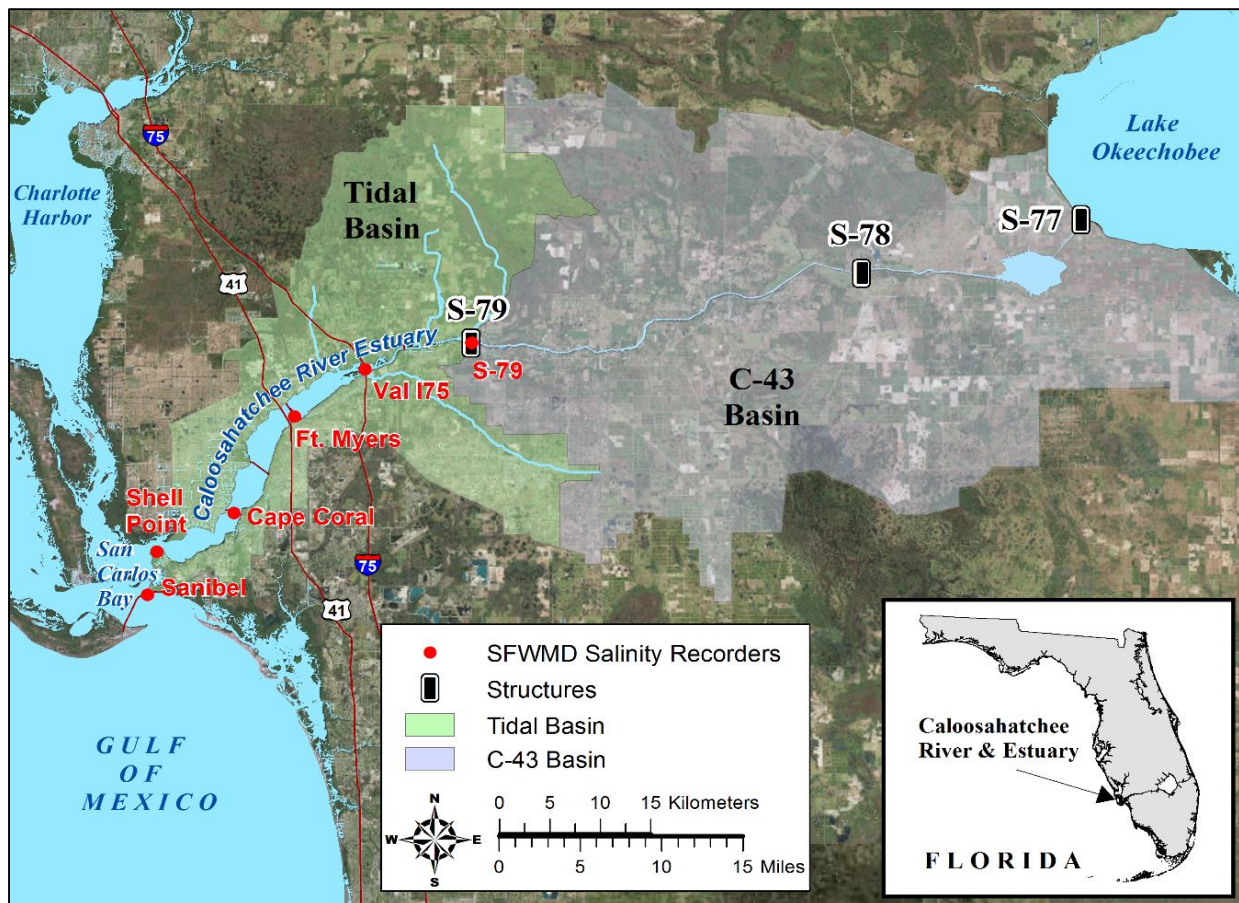 75
Charlotte
Harbor
Tidal
Basin
41
Lake
Okeechobee
S-77
S-78
S-79
S-79
Caloosahatchee River Estuary
Val I75
C-43
Basin
Ft. Myers
Shell
Point
Cape Coral
San
Carlos
Bay
Sanibel
75
41
GULF
OF
MEXICO
SFWMD Salinity Recorders
Structures
Tidal Basin
C-43 Basin
N
W E
S
0 5 10 15 Kilometers
0 5 10 15 Miles
Caloosahatchee
River & Estuary
FLORIDA